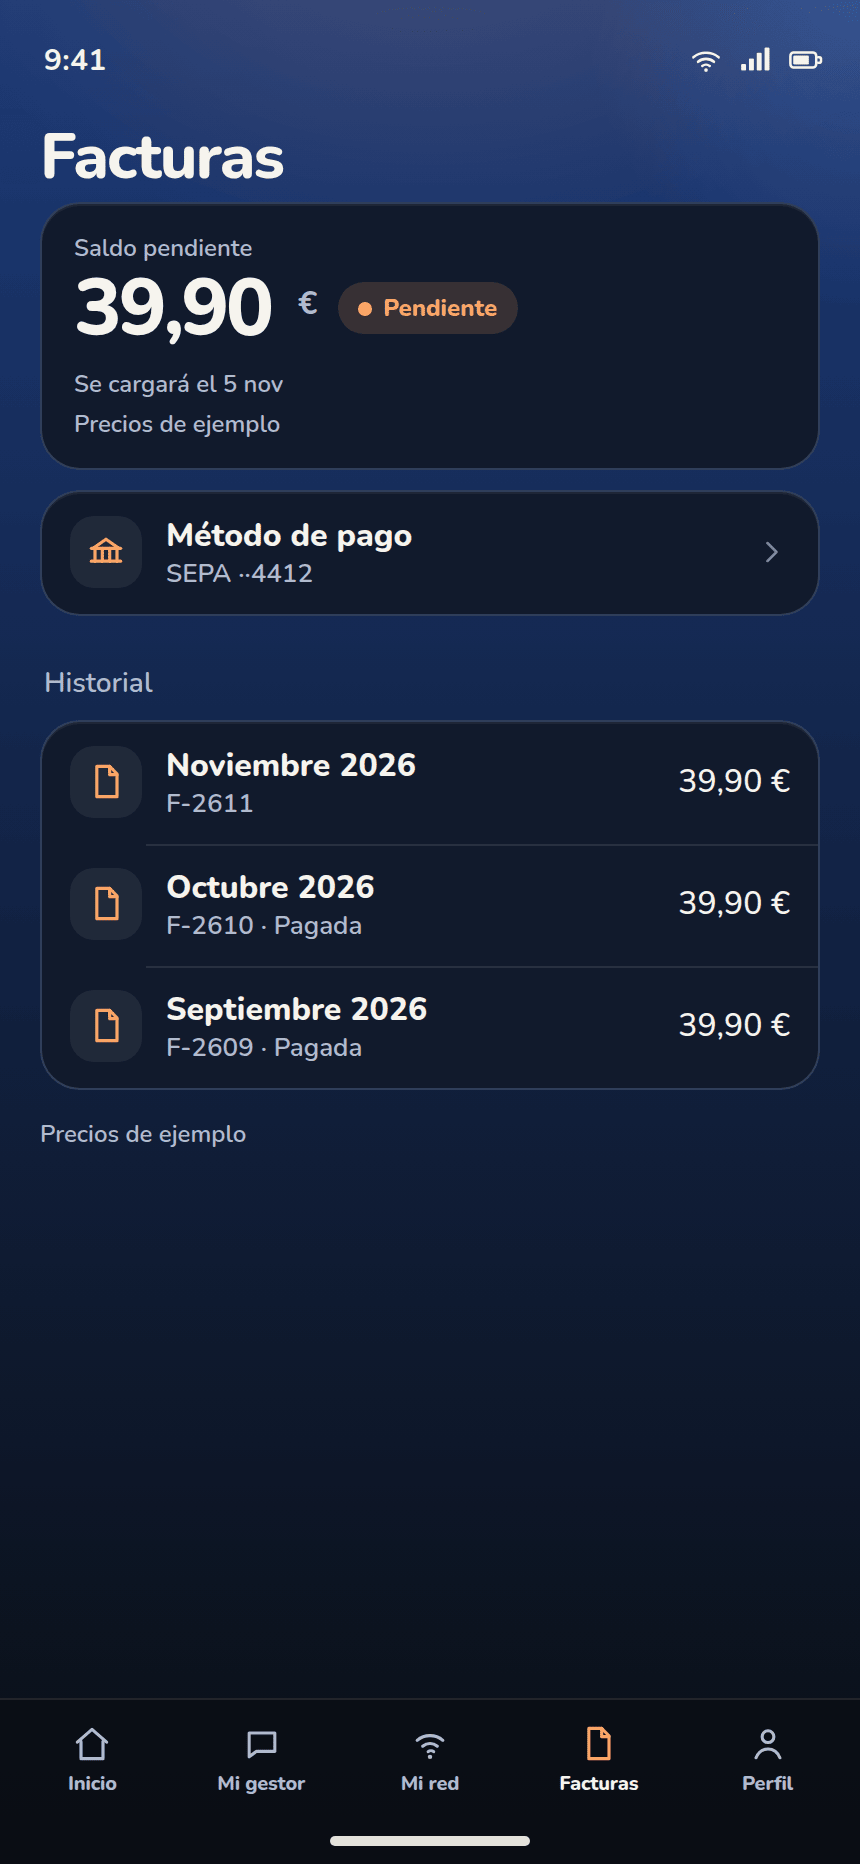 9:41
Facturas
Saldo pendiente
39,90 €
Pendiente
Se cargará el 5 nov
Precios de ejemplo
Método de pago
SEPA ··4412
Historial
Noviembre 2026
F-2611
39,90 €
Octubre 2026
F-2610 · Pagada
39,90 €
Septiembre 2026
F-2609 · Pagada
39,90 €
Precios de ejemplo
Inicio
Mi gestor
Mi red
Facturas
Perfil